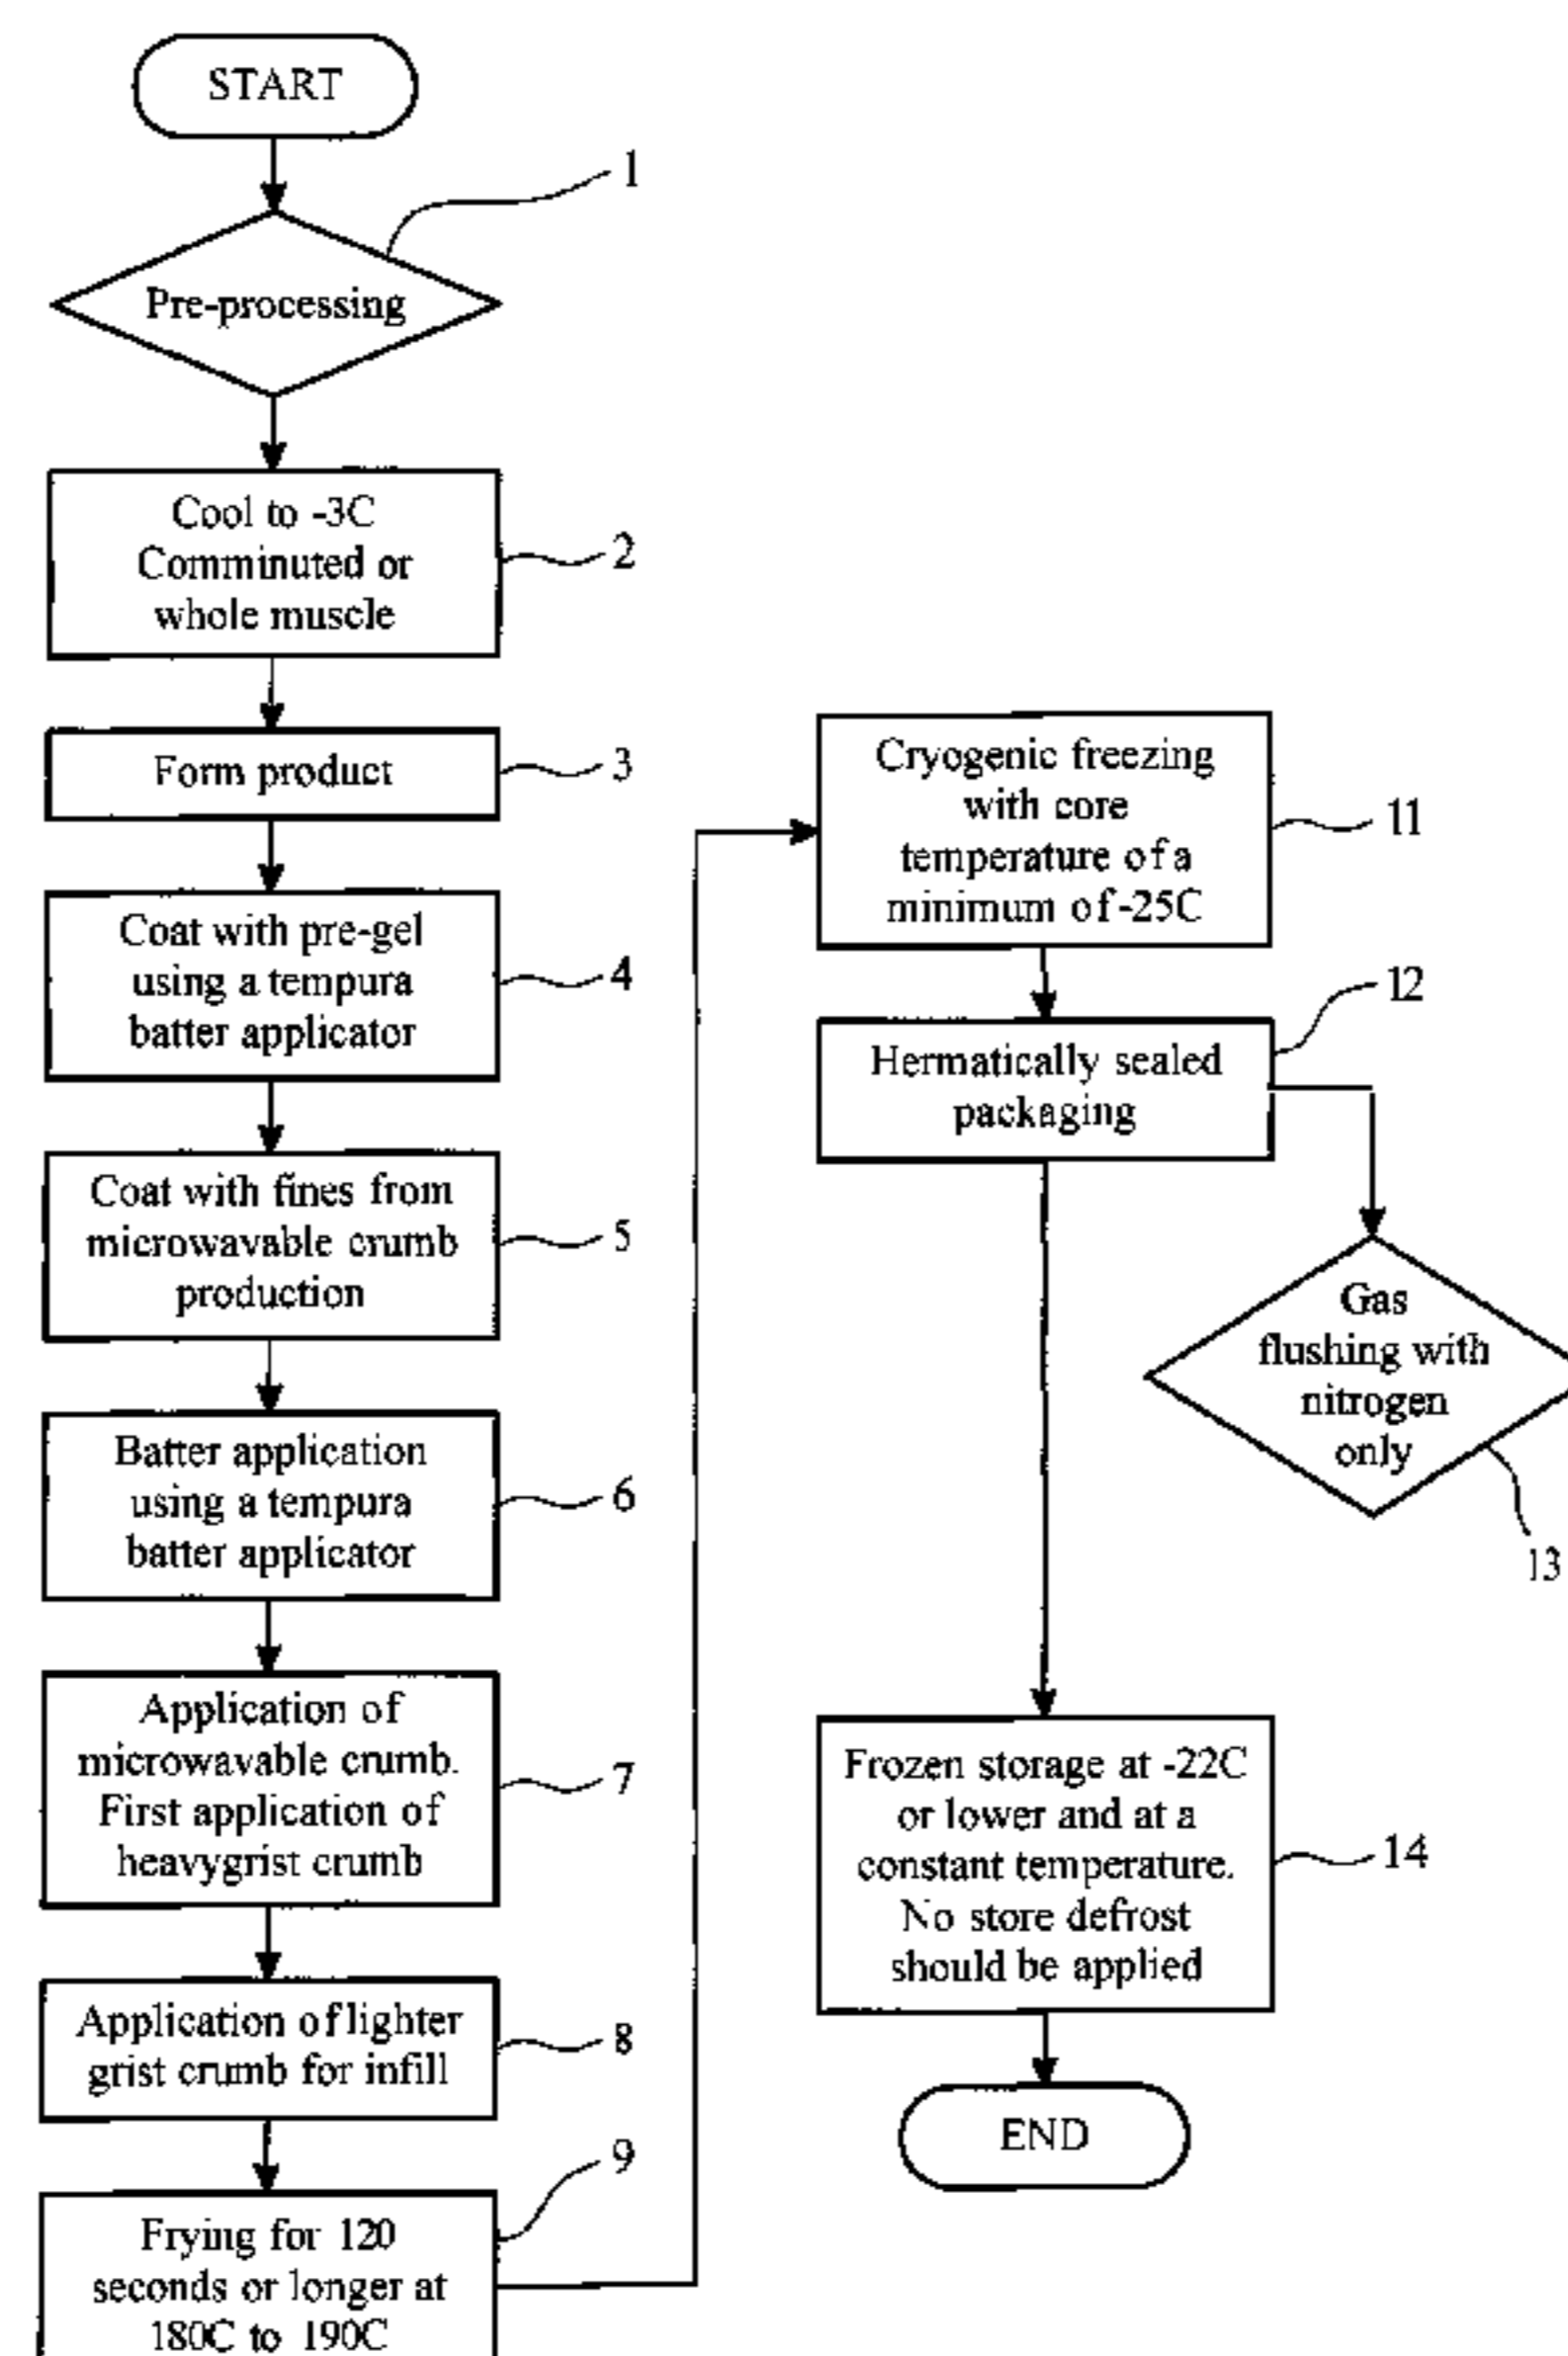 START
1
Pre-processing
Cool to -3C
Comminuted or
whole muscle
2
Form product
3
Coat with pre-gel
using a tempura
batter applicator
4
Coat with fines from
microwavable crumb
production
5
Batter application
using a tempura
batter applicator
6
Application of
microwavable crumb.
First application of
heavygrist crumb
7
Application of lighter
grist crumb for infill
8
9
Frying for 120
seconds or longer at
180C to 190C
Cryogenic freezing
with core
temperature of a
minimum of -25C
11
12
Hermatically sealed
packaging
Gas
flushing with
nitrogen
only
13
Frozen storage at -22C
or lower and at a
constant temperature.
No store defrost
should be applied
14
END